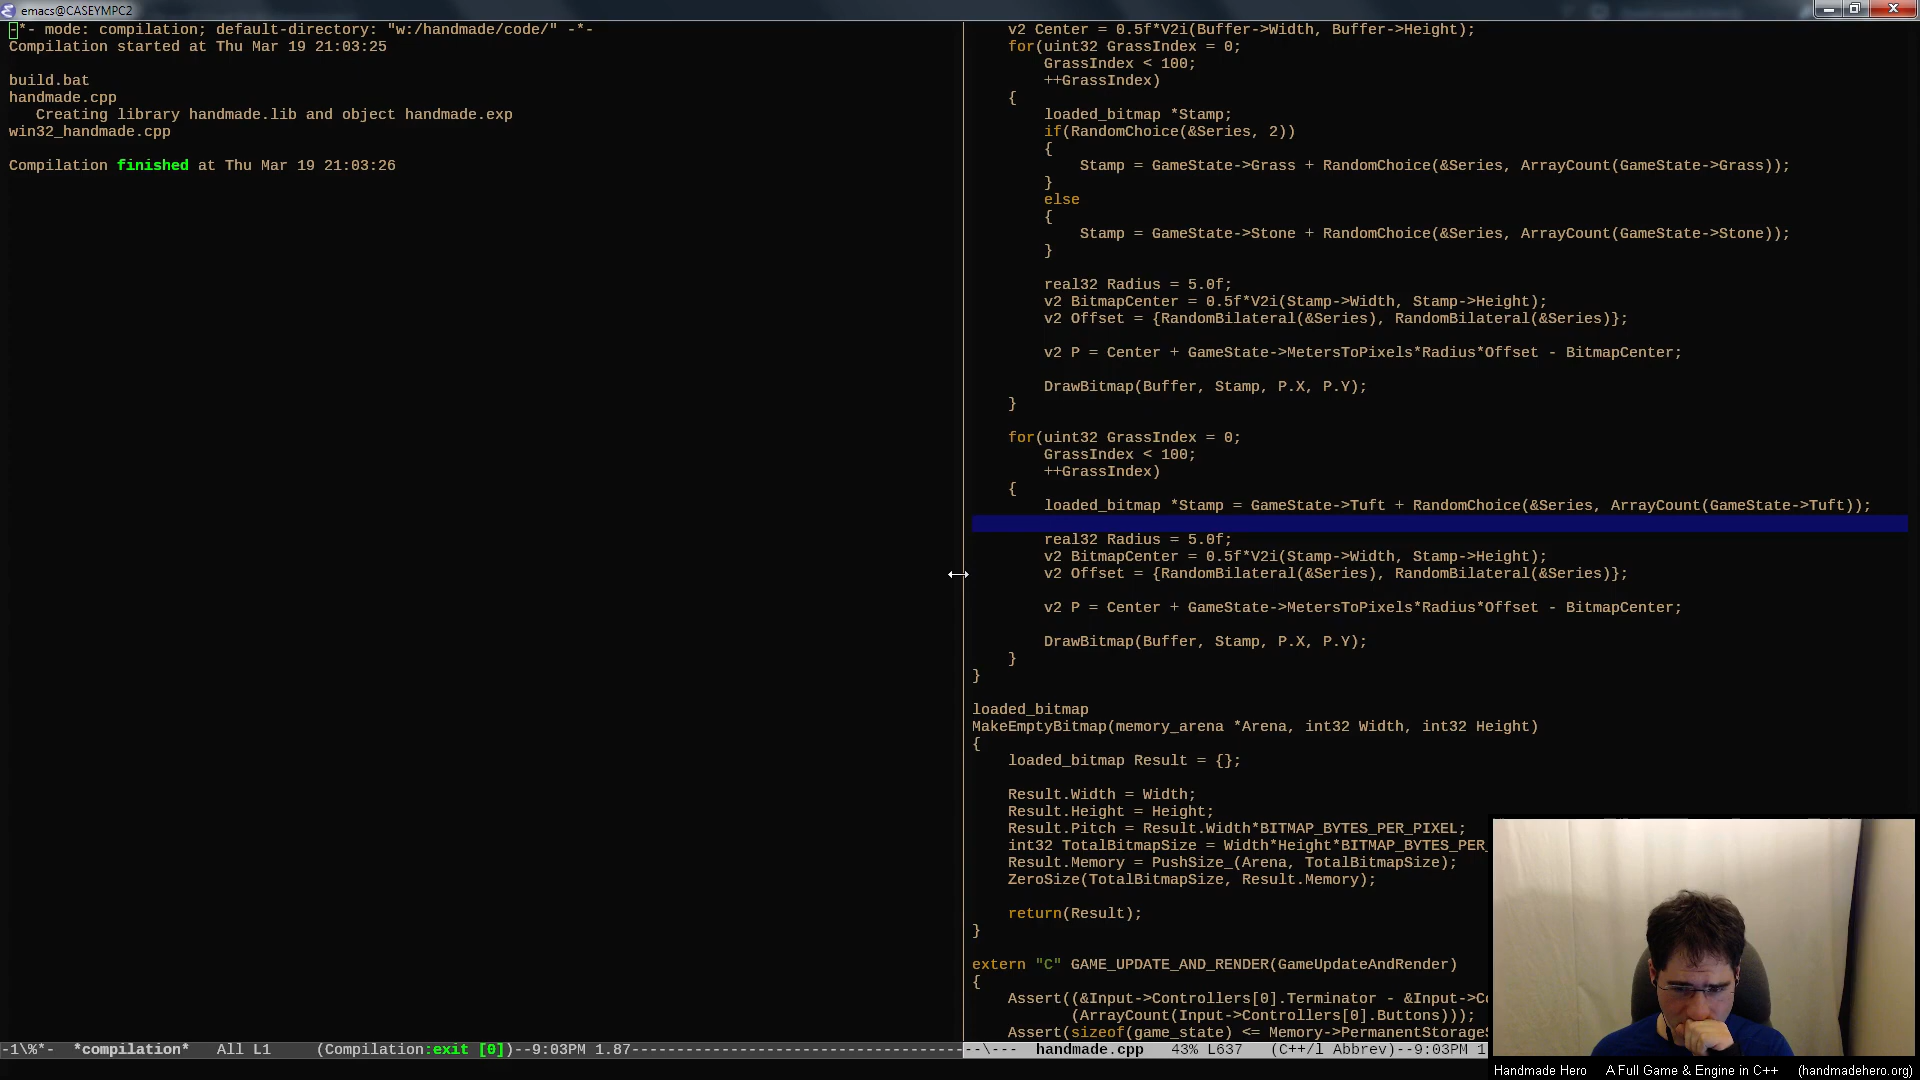 emacs@CASEYMPC2
-*- mode: compilation; default-directory: "w:/handmade/code/" -*-
Compilation started at Thu Mar 19 21:03:25
build.bat
handmade.cpp
   Creating library handmade.lib and object handmade.exp
win32_handmade.cpp
Compilation finished at Thu Mar 19 21:03:26
-1\%*-  *compilation*   All L1     (Compilation:exit [0])--9:03PM 1.87
    v2 Center = 0.5f*V2i(Buffer->Width, Buffer->Height);
    for(uint32 GrassIndex = 0;
        GrassIndex < 100;
        ++GrassIndex)
    {
        loaded_bitmap *Stamp;
        if(RandomChoice(&Series, 2))
        {
            Stamp = GameState->Grass + RandomChoice(&Series, ArrayCount(GameState->Grass));
        }
        else
        {
            Stamp = GameState->Stone + RandomChoice(&Series, ArrayCount(GameState->Stone));
        }
        real32 Radius = 5.0f;
        v2 BitmapCenter = 0.5f*V2i(Stamp->Width, Stamp->Height);
        v2 Offset = {RandomBilateral(&Series), RandomBilateral(&Series)};
        v2 P = Center + GameState->MetersToPixels*Radius*Offset - BitmapCenter;
        DrawBitmap(Buffer, Stamp, P.X, P.Y);
    }
    for(uint32 GrassIndex = 0;
        GrassIndex < 100;
        ++GrassIndex)
    {
        loaded_bitmap *Stamp = GameState->Tuft + RandomChoice(&Series, ArrayCount(GameState->Tuft));
        real32 Radius = 5.0f;
        v2 BitmapCenter = 0.5f*V2i(Stamp->Width, Stamp->Height);
        v2 Offset = {RandomBilateral(&Series), RandomBilateral(&Series)};
        v2 P = Center + GameState->MetersToPixels*Radius*Offset - BitmapCenter;
        DrawBitmap(Buffer, Stamp, P.X, P.Y);
    }
}
loaded_bitmap
MakeEmptyBitmap(memory_arena *Arena, int32 Width, int32 Height)
{
    loaded_bitmap Result = {};
    Result.Width = Width;
    Result.Height = Height;
    Result.Pitch = Result.Width*BITMAP_BYTES_PER_PIXEL;
    int32 TotalBitmapSize = Width*Height*BITMAP_BYTES_PER_
    Result.Memory = PushSize_(Arena, TotalBitmapSize);
    ZeroSize(TotalBitmapSize, Result.Memory);
    return(Result);
}
extern "C" GAME_UPDATE_AND_RENDER(GameUpdateAndRender)
{
    Assert((&Input->Controllers[0].Terminator - &Input->Co
           (ArrayCount(Input->Controllers[0].Buttons)));
    Assert(sizeof(game_state) <= Memory->PermanentStorageS
--\---  handmade.cpp   43% L637   (C++/l Abbrev)--9:03PM 1
Handmade Hero   A Full Game & Engine in C++   (handmadehero.org)